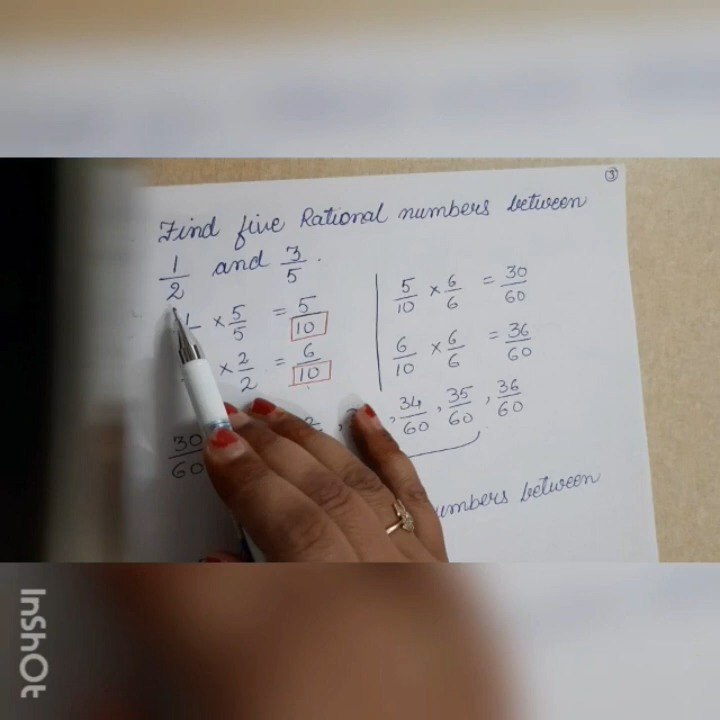 3
Find five Rational numbers between
1/2 and 3/5.
× 5/5 = 5/10
× 2/2 = 6/10
5/10 × 6/6 = 30/60
6/10 × 6/6 = 36/60
30/60 , 34/60 , 35/60 , 36/60
numbers between
InShOt